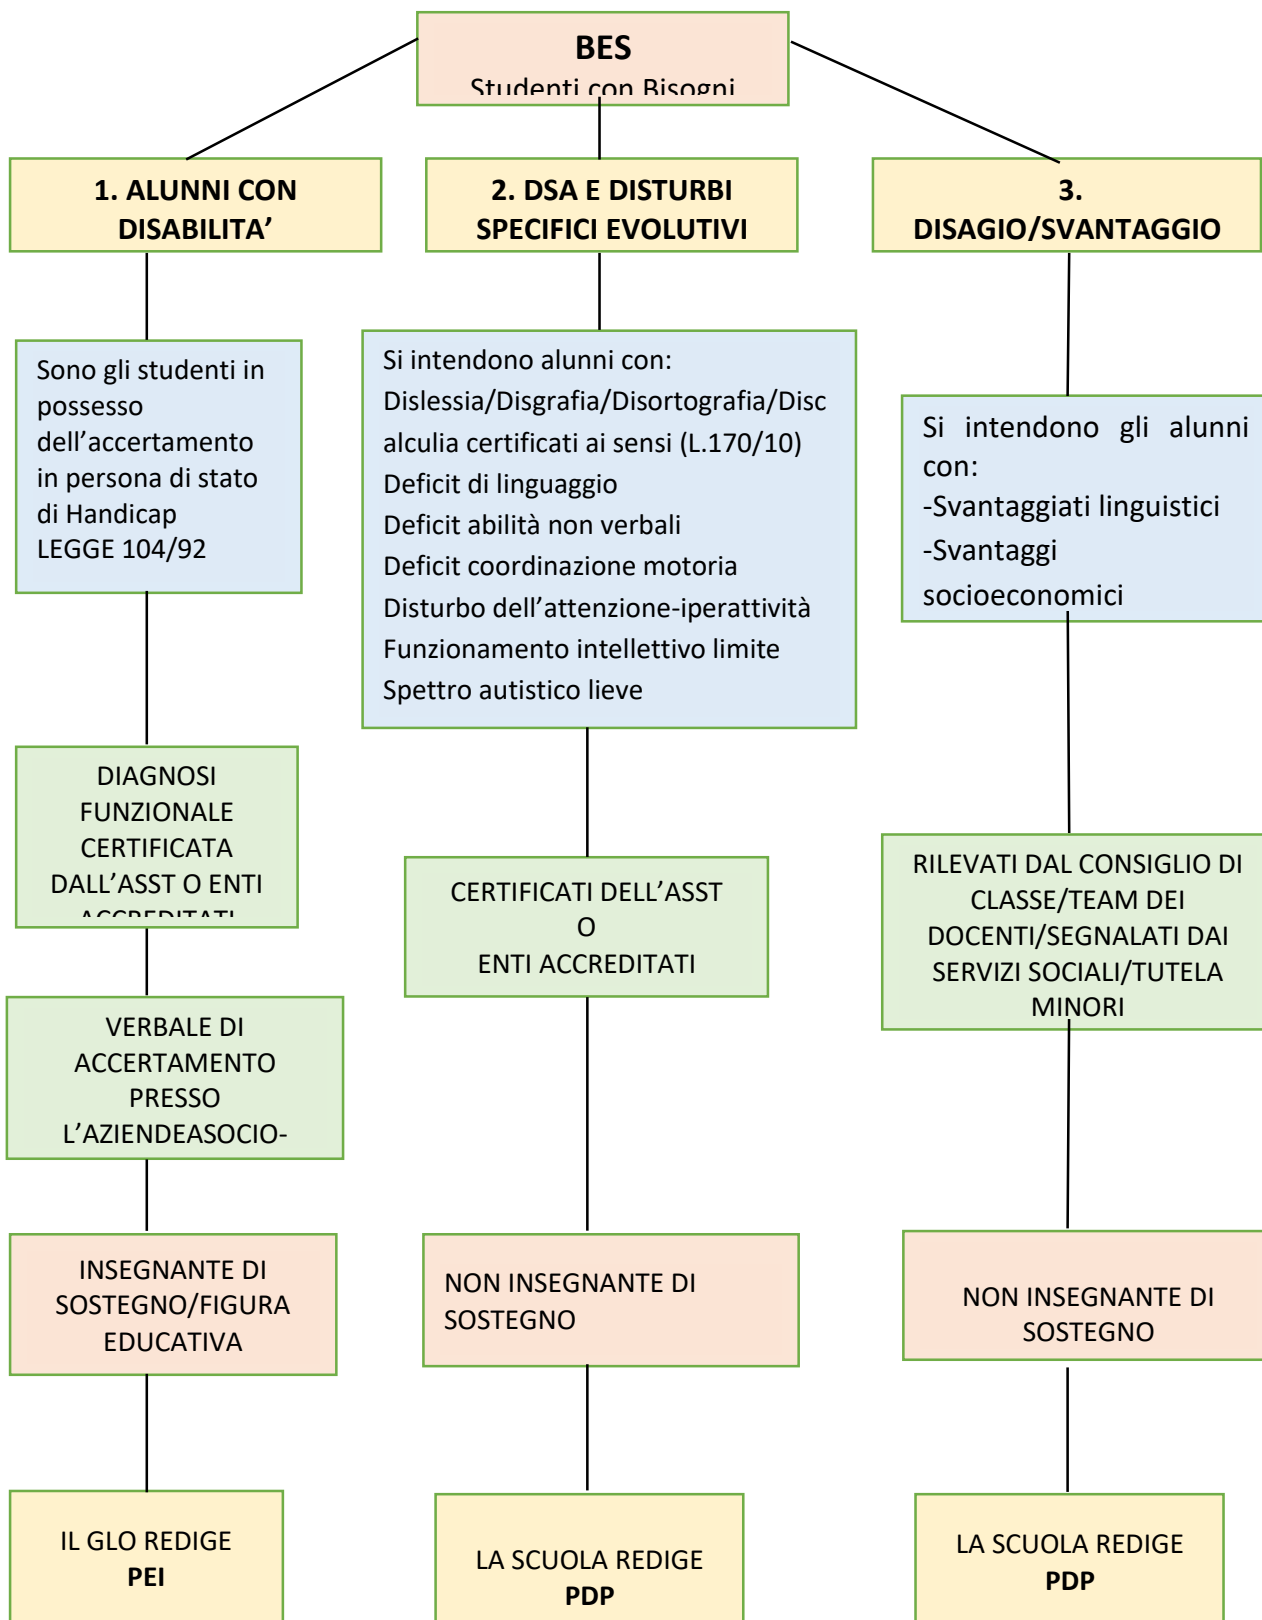 BES
Studenti con Bisogni
1. ALUNNI CON
DISABILITA’
2. DSA E DISTURBI
SPECIFICI EVOLUTIVI
3.
DISAGIO/SVANTAGGIO
Sono gli studenti in
possesso
dell’accertamento
in persona di stato
di Handicap
LEGGE 104/92
Si intendono alunni con:
Dislessia/Disgrafia/Disortografia/Disc
alculia certificati ai sensi (L.170/10)
Deficit di linguaggio
Deficit abilità non verbali
Deficit coordinazione motoria
Disturbo dell’attenzione-iperattività
Funzionamento intellettivo limite
Spettro autistico lieve
Si intendono gli alunni
con:
-Svantaggiati linguistici
-Svantaggi
socioeconomici
DIAGNOSI
FUNZIONALE
CERTIFICATA
DALL’ASST O ENTI
ACCREDITATI
CERTIFICATI DELL’ASST
O
ENTI ACCREDITATI
RILEVATI DAL CONSIGLIO DI
CLASSE/TEAM DEI
DOCENTI/SEGNALATI DAI
SERVIZI SOCIALI/TUTELA
MINORI
VERBALE DI
ACCERTAMENTO
PRESSO
L’AZIENDEASOCIO-
INSEGNANTE DI
SOSTEGNO/FIGURA
EDUCATIVA
NON INSEGNANTE DI
SOSTEGNO
NON INSEGNANTE DI
SOSTEGNO
IL GLO REDIGE
PEI
LA SCUOLA REDIGE
PDP
LA SCUOLA REDIGE
PDP